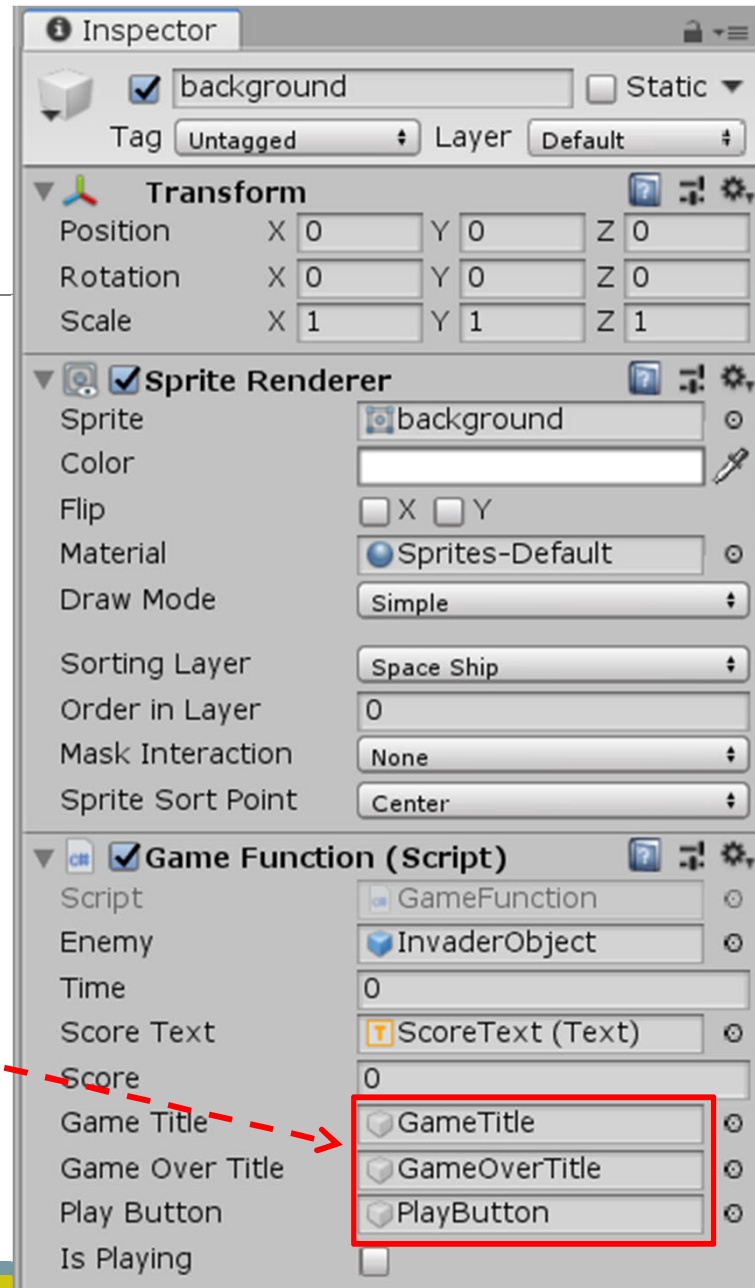 Inspector
background Static
Tag Untagged Layer Default
Transform
Position X 0 Y 0 Z 0
Rotation X 0 Y 0 Z 0
Scale X 1 Y 1 Z 1
Sprite Renderer
Sprite background
Color
Flip X Y
Material Sprites-Default
Draw Mode Simple
Sorting Layer Space Ship
Order in Layer 0
Mask Interaction None
Sprite Sort Point Center
c# Game Function (Script)
Script GameFunction
Enemy InvaderObject
Time 0
Score Text T ScoreText (Text)
Score 0
Game Title GameTitle
Game Over Title GameOverTitle
Play Button PlayButton
Is Playing